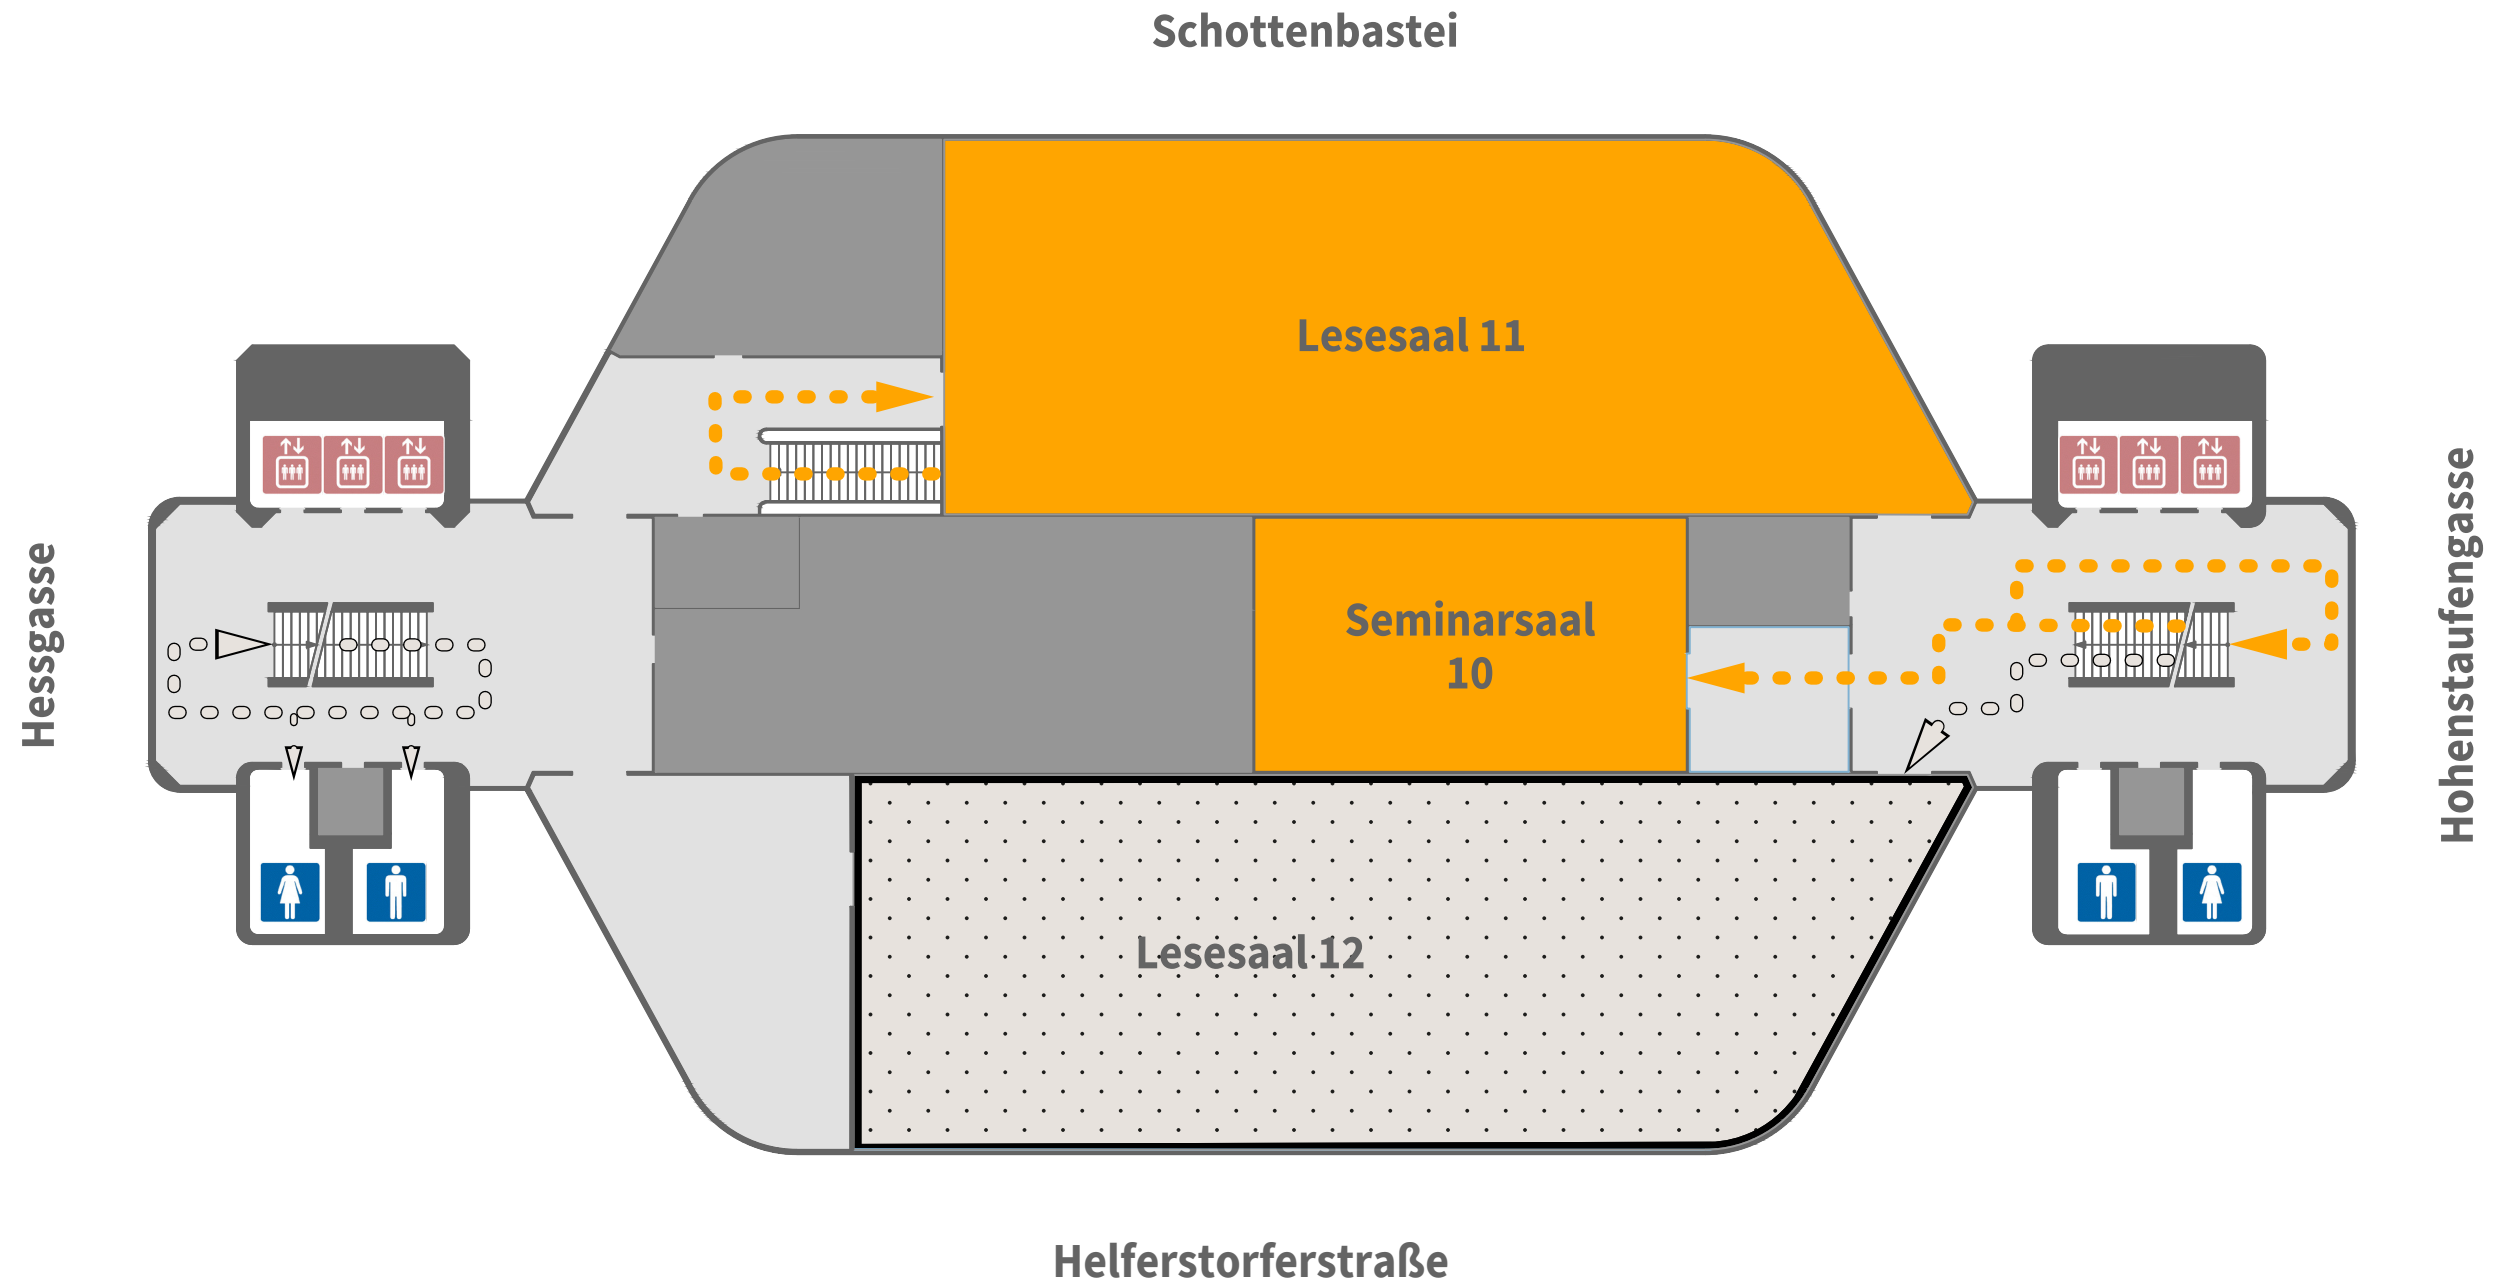 Schottenbastei
Lesesaal 11
Hessgasse
Hohenstaufengasse
Seminarsaal
10
Lesesaal 12
Helferstorferstraße